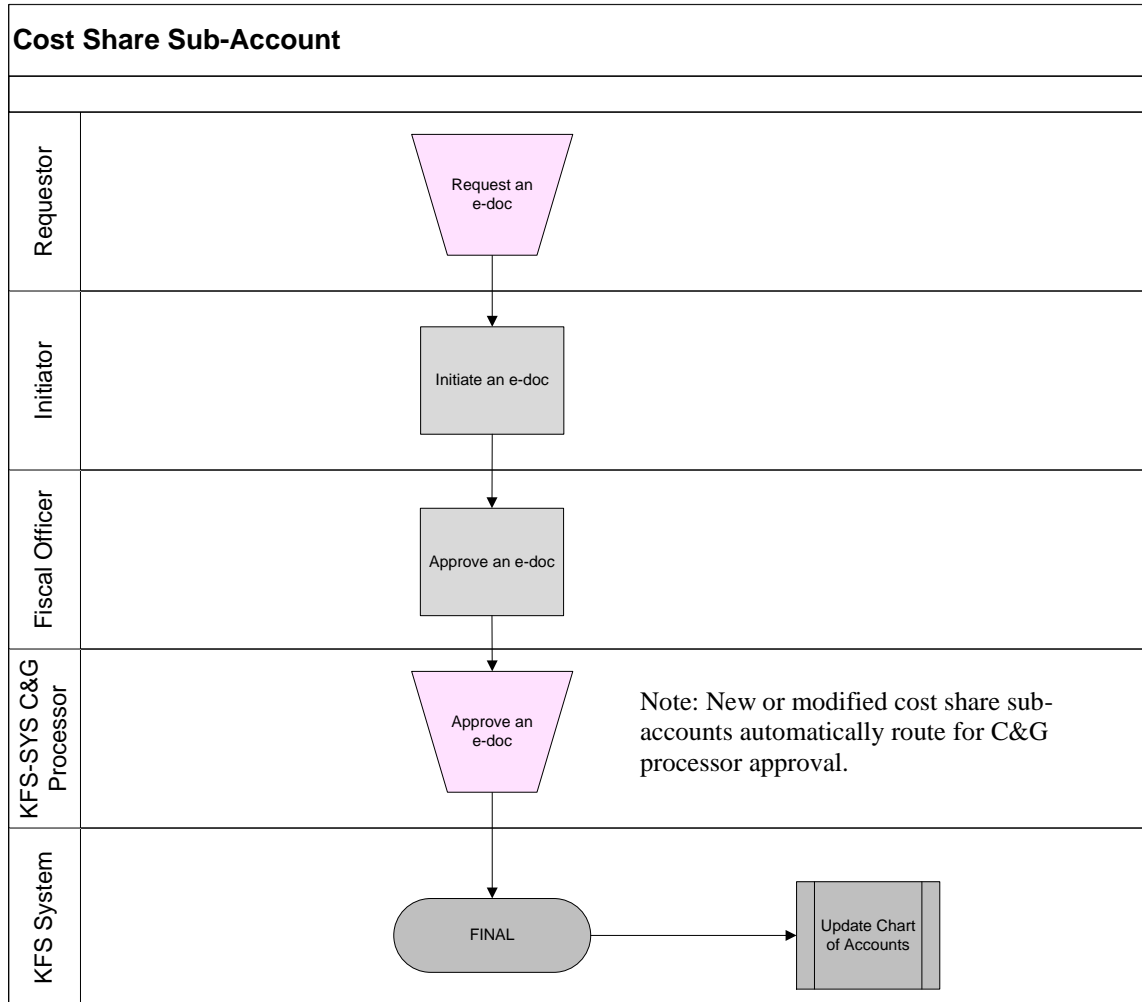 Cost Share Sub-Account
Requestor
Request an
e-doc
Initiator
Initiate an e-doc
Fiscal Officer
Approve an e-doc
KFS-SYS C&G
Processor
Approve an
e-doc
Note: New or modified cost share sub-
accounts automatically route for C&G
processor approval.
KFS System
FINAL
Update Chart
of Accounts